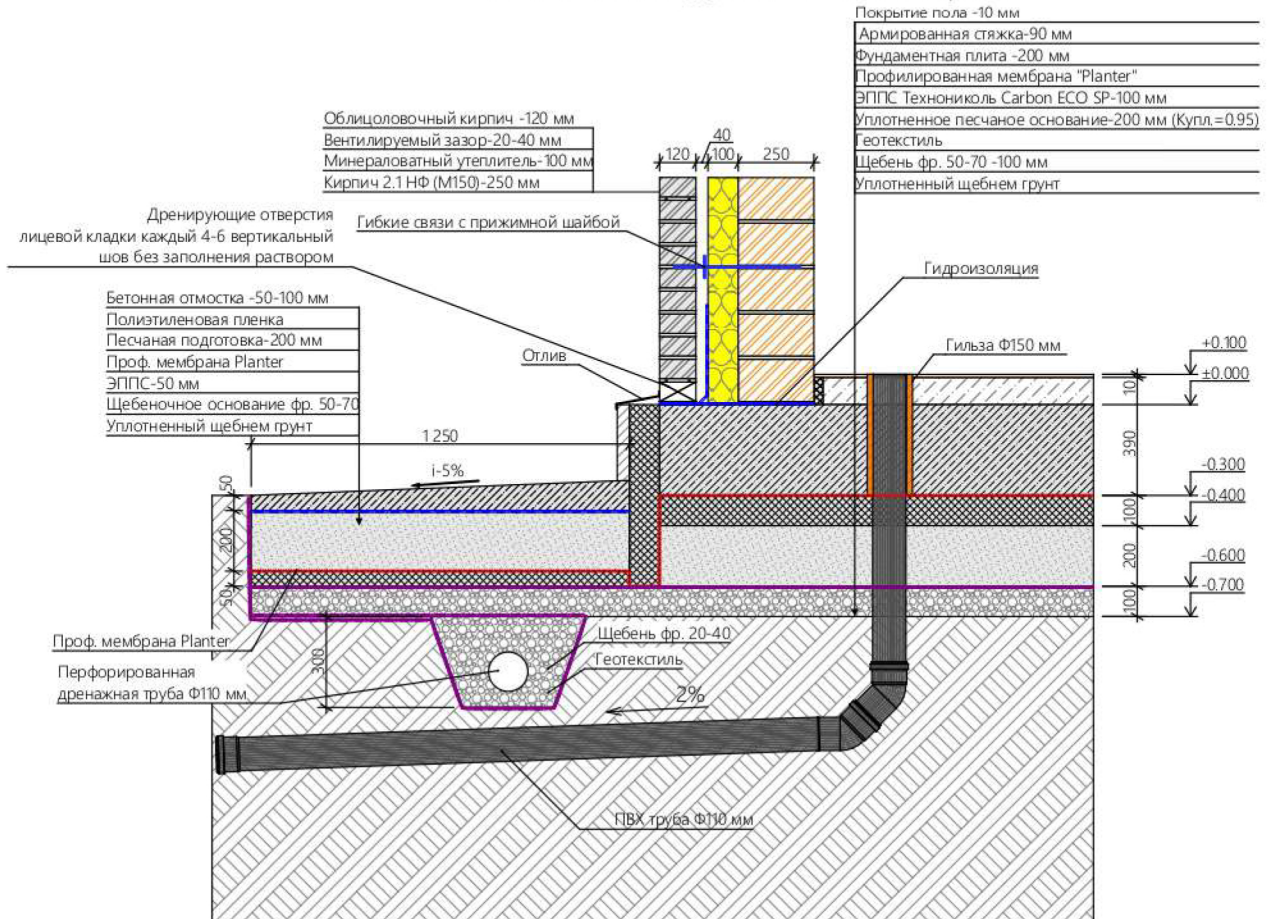 Покрытие пола -10 мм
Армированная стяжка-90 мм
Фундаментная плита -200 мм
Профилированная мембрана "Planter"
ЭППС Технониколь Carbon ECO SP-100 мм
Уплотненное песчаное основание-200 мм (Купл.=0.95)
Геотекстиль
Щебень фр. 50-70 -100 мм
Уплотненный щебнем грунт
Облицоловочный кирпич -120 мм
Вентилируемый зазор-20-40 мм
Минераловатный утеплитель-100 мм
Кирпич 2.1 НФ (М150)-250 мм
40
120
100
250
Дренирующие отверстия
лицевой кладки каждый 4-6 вертикальный
шов без заполнения раствором
Гибкие связи с прижимной шайбой
Гидроизоляция
Бетонная отмостка -50-100 мм
Полиэтиленовая пленка
Песчаная подготовка-200 мм
Проф. мембрана Planter
ЭППС-50 мм
Щебеночное основание фр. 50-70
Уплотненный щебнем грунт
Отлив
Гильза Ф150 мм
+0.100
±0.000
10
390
-0.300
-0.400
100
200
-0.600
-0.700
100
1 250
i-5%
50
200
50
Проф. мембрана Planter
Перфорированная
дренажная труба Ф110 мм
300
Щебень фр. 20-40
Геотекстиль
2%
ПВХ труба Ф110 мм